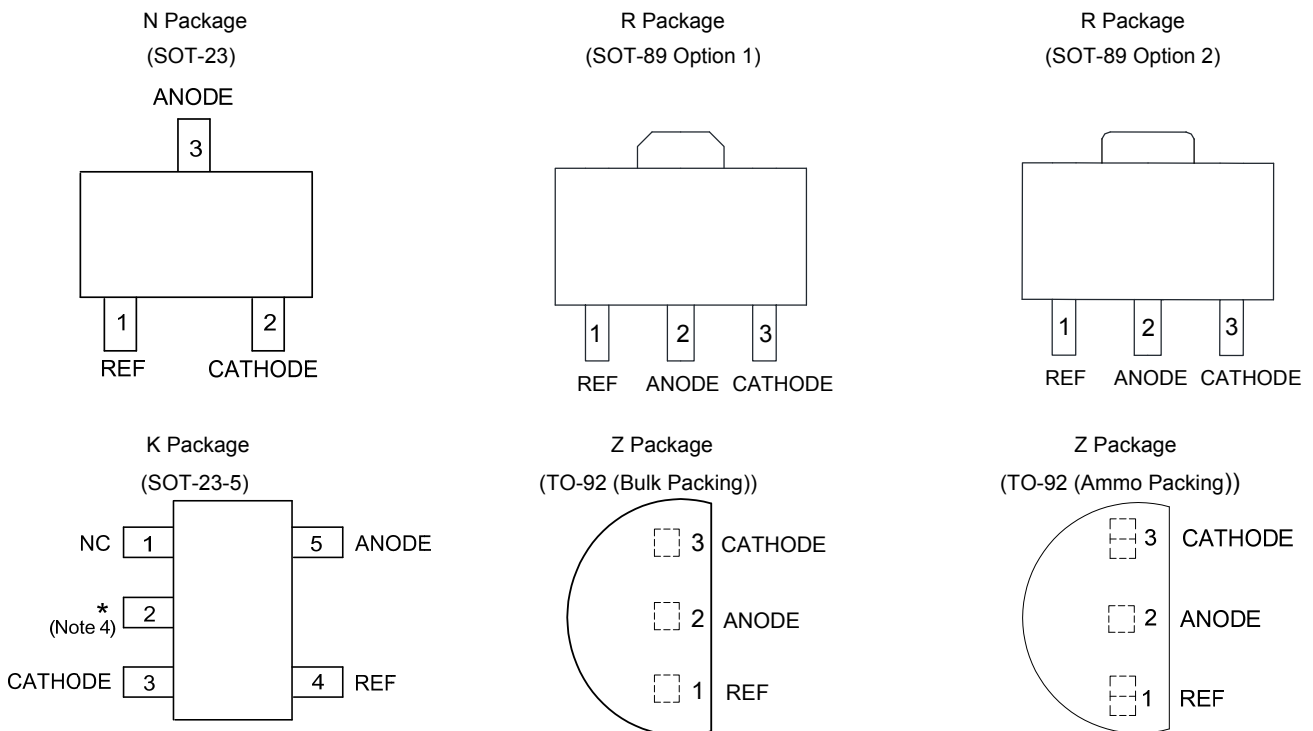 N Package
(SOT-23)
ANODE
3
1
2
REF
CATHODE
R Package
(SOT-89 Option 1)
1
2
3
REF
ANODE
CATHODE
R Package
(SOT-89 Option 2)
1
2
3
REF
ANODE
CATHODE
K Package
(SOT-23-5)
NC 1
5 ANODE
* 2
(Note 4)
CATHODE 3
4 REF
Z Package
(TO-92 (Bulk Packing))
3 CATHODE
2 ANODE
1 REF
Z Package
(TO-92 (Ammo Packing))
3 CATHODE
2 ANODE
1 REF